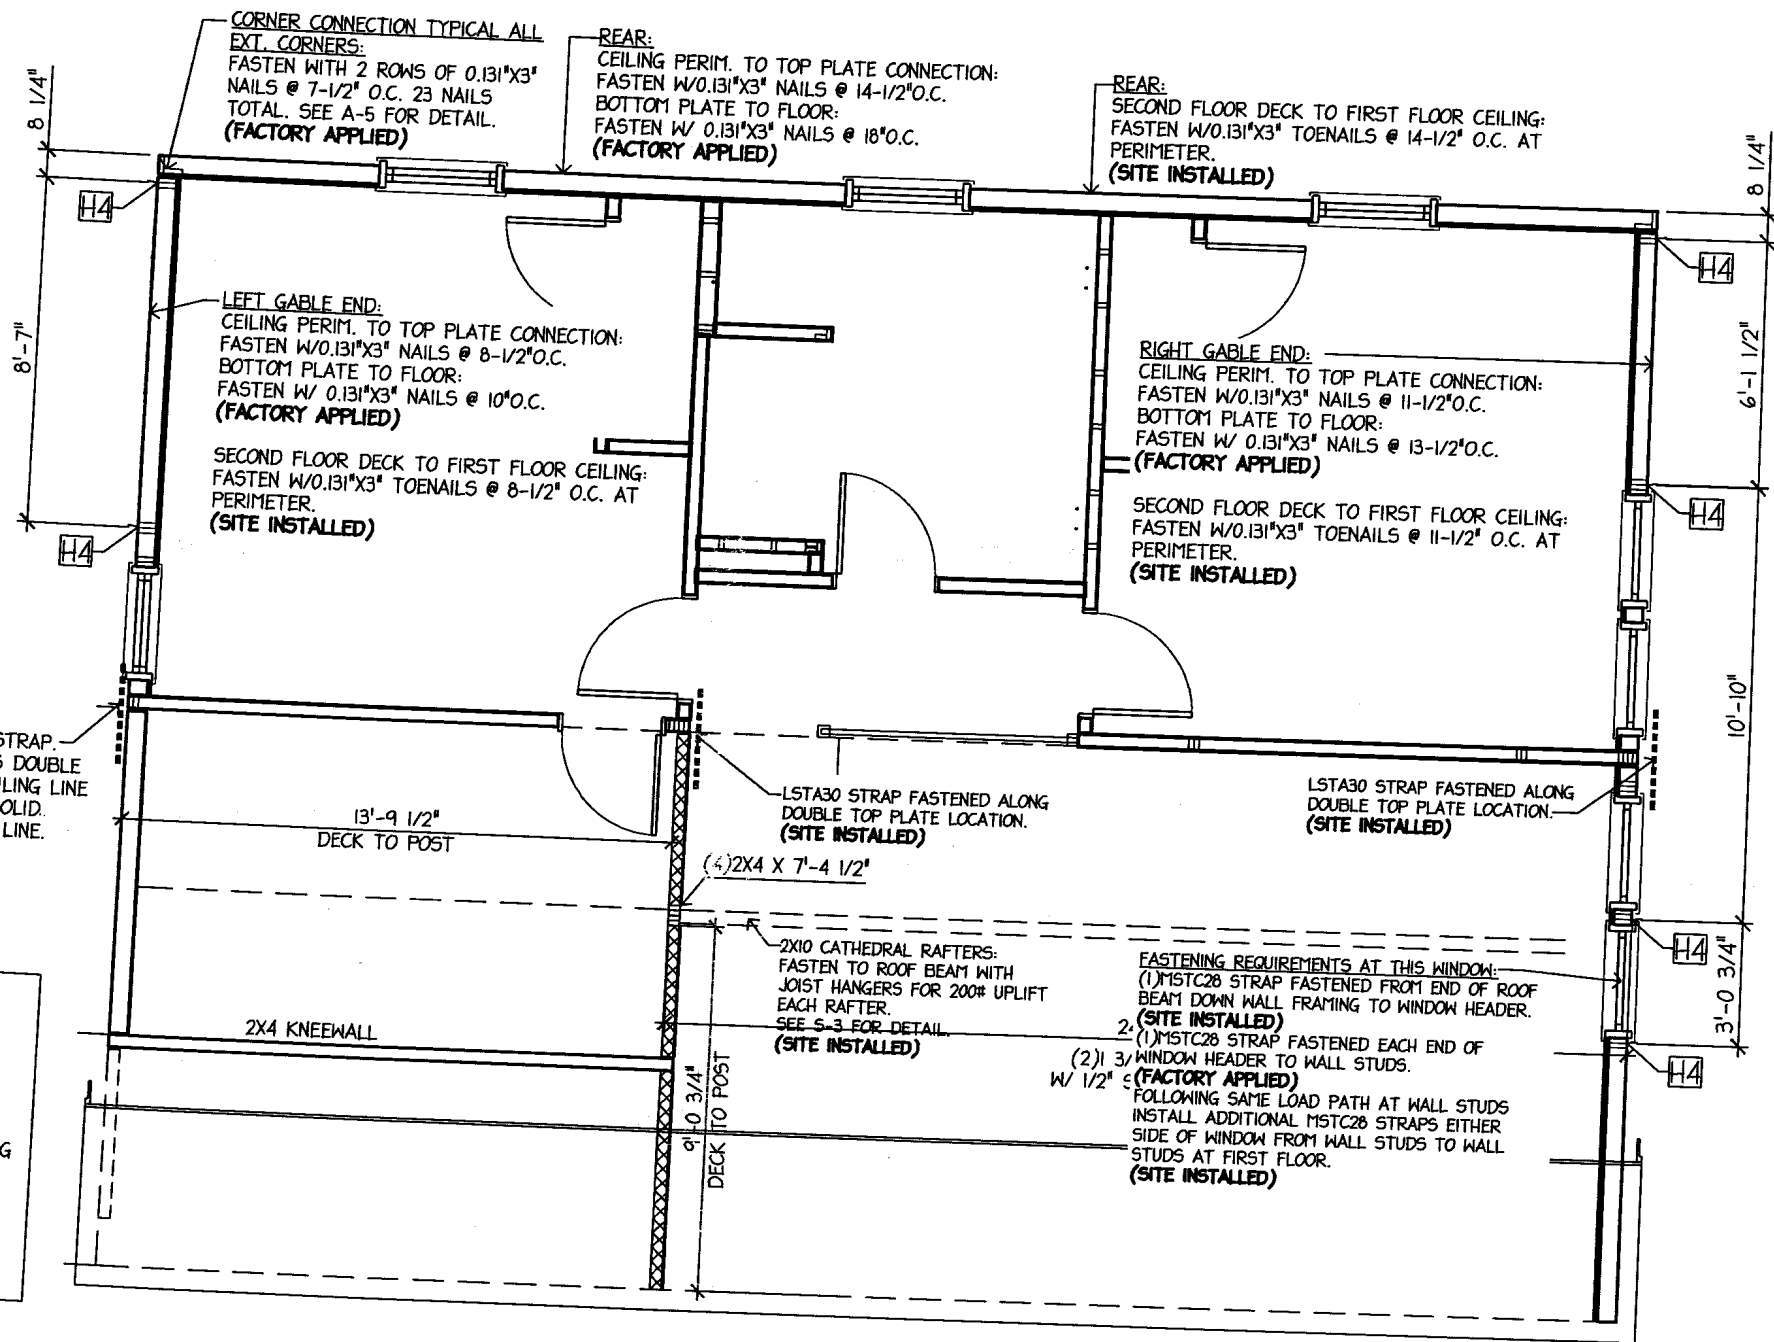 CORNER CONNECTION TYPICAL ALL
EXT. CORNERS:
FASTEN WITH 2 ROWS OF 0.131"X3"
NAILS @ 7-1/2" O.C. 23 NAILS
TOTAL. SEE A-5 FOR DETAIL.
(FACTORY APPLIED)
REAR:
CEILING PERIM. TO TOP PLATE CONNECTION:
FASTEN W/0.131"X3" NAILS @ 14-1/2"O.C.
BOTTOM PLATE TO FLOOR:
FASTEN W/ 0.131"X3" NAILS @ 18"O.C.
(FACTORY APPLIED)
REAR:
SECOND FLOOR DECK TO FIRST FLOOR CEILING:
FASTEN W/0.131"X3" TOENAILS @ 14-1/2" O.C. AT
PERIMETER.
(SITE INSTALLED)
8 1/4"
8 1/4"
H4
H4
8'-7"
6'-1 1/2"
LEFT GABLE END:
CEILING PERIM. TO TOP PLATE CONNECTION:
FASTEN W/0.131"X3" NAILS @ 8-1/2"O.C.
BOTTOM PLATE TO FLOOR:
FASTEN W/ 0.131"X3" NAILS @ 10"O.C.
(FACTORY APPLIED)
SECOND FLOOR DECK TO FIRST FLOOR CEILING:
FASTEN W/0.131"X3" TOENAILS @ 8-1/2" O.C. AT
PERIMETER.
(SITE INSTALLED)
RIGHT GABLE END:
CEILING PERIM. TO TOP PLATE CONNECTION:
FASTEN W/0.131"X3" NAILS @ 11-1/2"O.C.
BOTTOM PLATE TO FLOOR:
FASTEN W/ 0.131"X3" NAILS @ 13-1/2"O.C.
(FACTORY APPLIED)
SECOND FLOOR DECK TO FIRST FLOOR CEILING:
FASTEN W/0.131"X3" TOENAILS @ 11-1/2" O.C. AT
PERIMETER.
(SITE INSTALLED)
H4
H4
10'-10"
STRAP.
DOUBLE
LING LINE
OLID.
LINE.
13'-9 1/2"
DECK TO POST
LSTA30 STRAP FASTENED ALONG
DOUBLE TOP PLATE LOCATION.
(SITE INSTALLED)
LSTA30 STRAP FASTENED ALONG
DOUBLE TOP PLATE LOCATION.
(SITE INSTALLED)
(4)2X4 X 7'-4 1/2"
2X10 CATHEDRAL RAFTERS:
FASTEN TO ROOF BEAM WITH
JOIST HANGERS FOR 200# UPLIFT
EACH RAFTER.
SEE S-3 FOR DETAIL.
(SITE INSTALLED)
FASTENING REQUIREMENTS AT THIS WINDOW:
(1)MSTC28 STRAP FASTENED FROM END OF ROOF
BEAM DOWN WALL FRAMING TO WINDOW HEADER.
(SITE INSTALLED)
(1)MSTC28 STRAP FASTENED EACH END OF
WINDOW HEADER TO WALL STUDS.
(FACTORY APPLIED)
FOLLOWING SAME LOAD PATH AT WALL STUDS
INSTALL ADDITIONAL MSTC28 STRAPS EITHER
SIDE OF WINDOW FROM WALL STUDS TO WALL
STUDS AT FIRST FLOOR.
(SITE INSTALLED)
(2)1 3/
W/ 1/2"
H4
3'-0 3/4"
H4
2X4 KNEEWALL
9'-0 3/4"
DECK TO POST
G